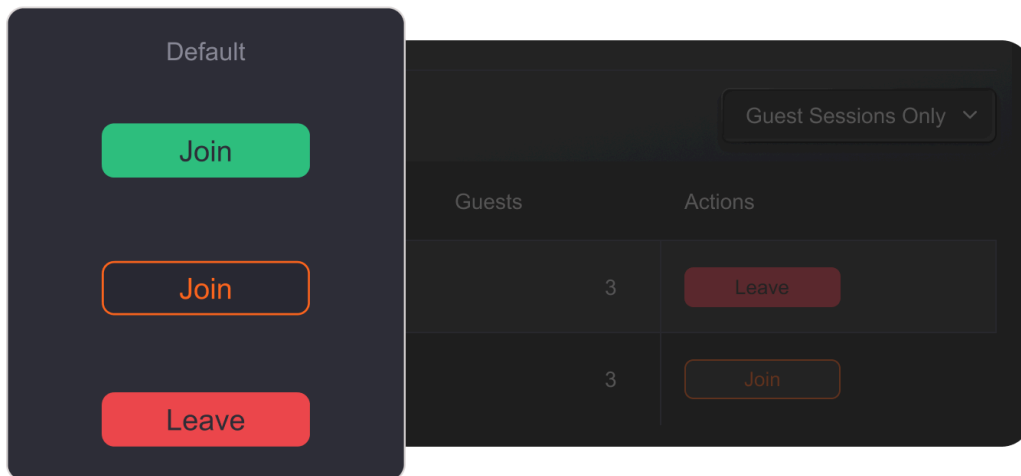 Default
Join
Join
Leave
Guest Sessions Only
Guests Actions
3 Leave
3 Join